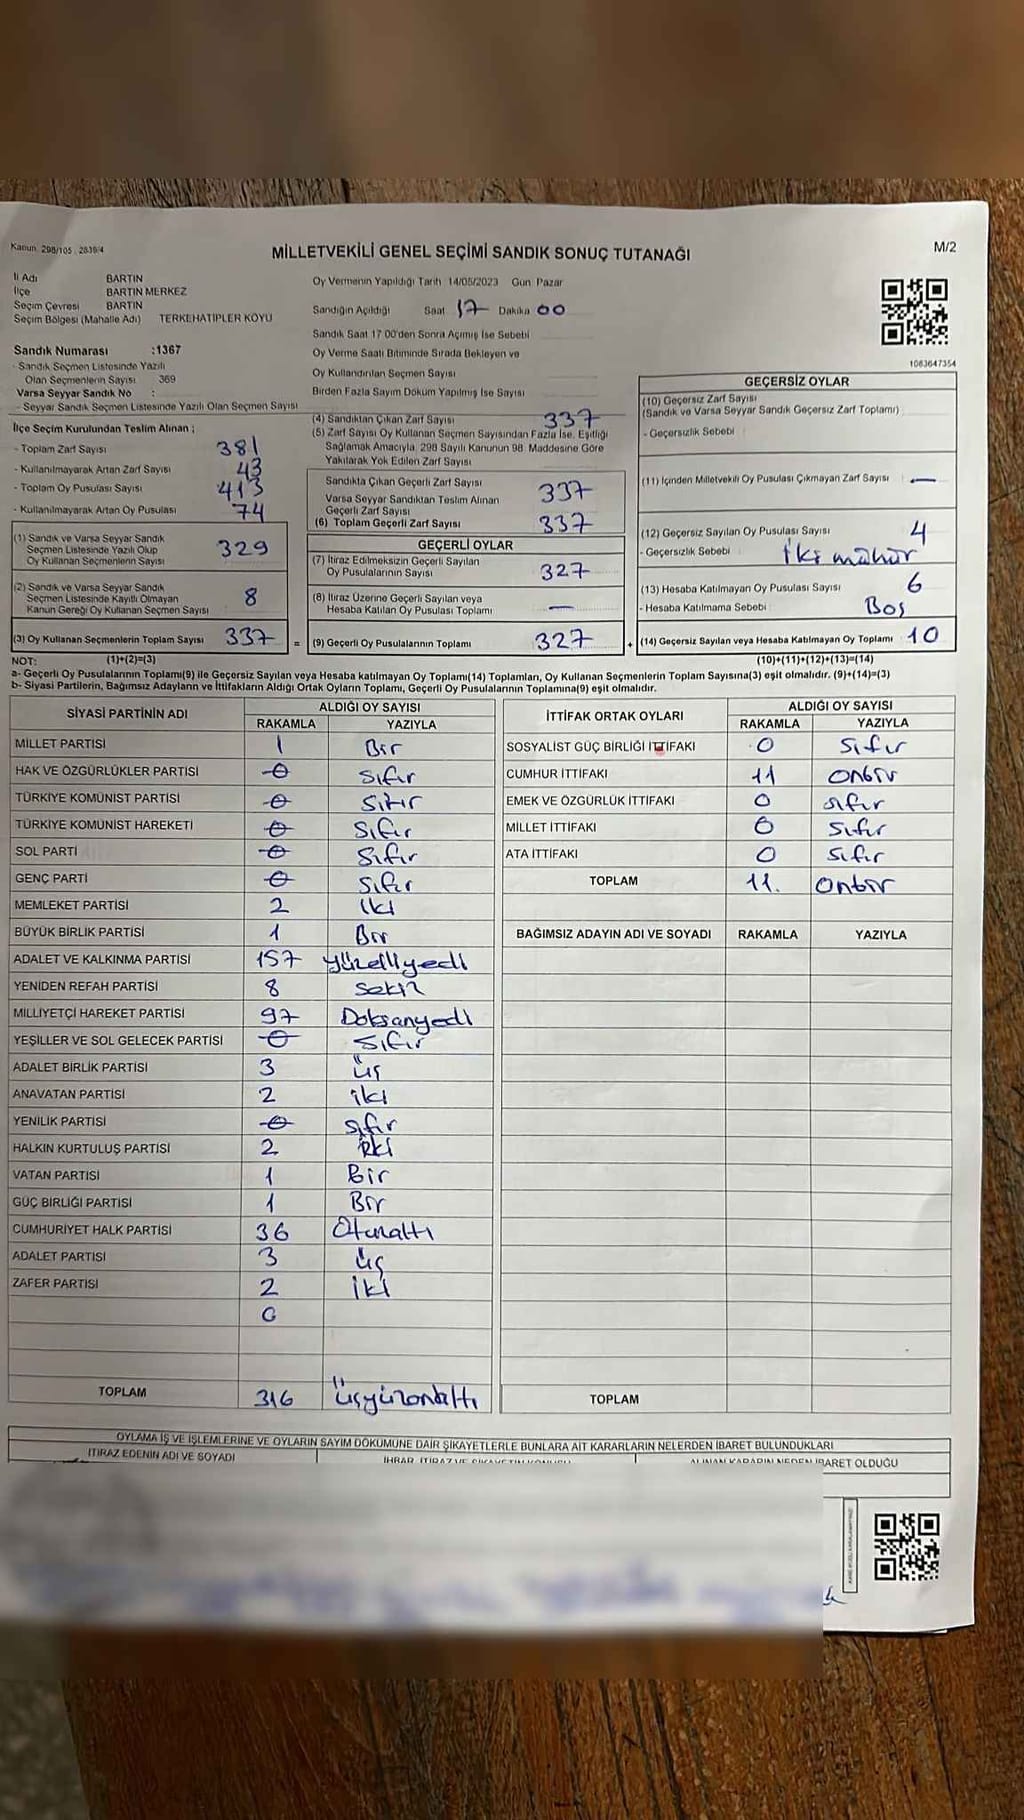 Kanun: 298/105 - 2839/4
MİLLETVEKİLİ GENEL SEÇİMİ SANDIK SONUÇ TUTANAĞI
M/2
İl Adı BARTIN
İlçe BARTIN MERKEZ
Seçim Çevresi BARTIN
Seçim Bölgesi (Mahalle Adı) TERKEHATİPLER KÖYÜ
Oy Vermenin Yapıldığı Tarih 14/05/2023 Gün Pazar
Sandığın Açıldığı Saat 17 Dakika 00
Sandık Saat 17 00'den Sonra Açılmış İse Sebebi
Oy Verme Saati Bitiminde Sırada Bekleyen ve
Oy Kullandırılan Seçmen Sayısı
Birden Fazla Sayım Döküm Yapılmış İse Sayısı
1083647354
Sandık Numarası :1367
- Sandık Seçmen Listesinde Yazılı
Olan Seçmenlerin Sayısı 369
Varsa Seyyar Sandık No :
- Seyyar Sandık Seçmen Listesinde Yazılı Olan Seçmen Sayısı
İlçe Seçim Kurulundan Teslim Alınan ;
- Toplam Zarf Sayısı 381
- Kullanılmayarak Artan Zarf Sayısı 43
- Toplam Oy Pusulası Sayısı 413
- Kullanılmayarak Artan Oy Pusulası 74
(1) Sandık ve Varsa Seyyar Sandık
Seçmen Listesinde Yazılı Olup
Oy Kullanan Seçmenlerin Sayısı 329
(2) Sandık ve Varsa Seyyar Sandık
Seçmen Listesinde Kayıtlı Olmayan
Kanun Gereği Oy Kullanan Seçmen Sayısı 8
(3) Oy Kullanan Seçmenlerin Toplam Sayısı 337 =
(4) Sandıktan Çıkan Zarf Sayısı 337
(5) Zarf Sayısı Oy Kullanan Seçmen Sayısından Fazla İse, Eşitliği
Sağlamak Amacıyla, 298 Sayılı Kanunun 98. Maddesine Göre
Yakılarak Yok Edilen Zarf Sayısı
Sandıkta Çıkan Geçerli Zarf Sayısı 337
Varsa Seyyar Sandıktan Teslim Alınan
Geçerli Zarf Sayısı
(6) Toplam Geçerli Zarf Sayısı 337
GEÇERLİ OYLAR
(7) İtiraz Edilmeksizin Geçerli Sayılan
Oy Pusulalarının Sayısı 327
(8) İtiraz Üzerine Geçerli Sayılan veya
Hesaba Katılan Oy Pusulası Toplamı —
(9) Geçerli Oy Pusulalarının Toplamı 327 +
GEÇERSİZ OYLAR
(10) Geçersiz Zarf Sayısı
(Sandık ve Varsa Seyyar Sandık Geçersiz Zarf Toplamı)
- Geçersizlik Sebebi
(11) İçinden Milletvekili Oy Pusulası Çıkmayan Zarf Sayısı —
(12) Geçersiz Sayılan Oy Pusulası Sayısı 4
- Geçersizlik Sebebi İki mühür
(13) Hesaba Katılmayan Oy Pusulası Sayısı 6
- Hesaba Katılmama Sebebi Boş
(14) Geçersiz Sayılan veya Hesaba Katılmayan Oy Toplamı 10
NOT: (1)+(2)=(3) (10)+(11)+(12)+(13)=(14)
a- Geçerli Oy Pusulalarının Toplamı(9) ile Geçersiz Sayılan veya Hesaba katılmayan Oy Toplamı(14) Toplamları, Oy Kullanan Seçmenlerin Toplam Sayısına(3) eşit olmalıdır. (9)+(14)=(3)
b- Siyasi Partilerin, Bağımsız Adayların ve İttifakların Aldığı Ortak Oyların Toplamı, Geçerli Oy Pusulalarının Toplamına(9) eşit olmalıdır.
SİYASİ PARTİNİN ADI ALDIĞI OY SAYISI
RAKAMLA YAZIYLA
MİLLET PARTİSİ 1 Bir
HAK VE ÖZGÜRLÜKLER PARTİSİ 0 Sıfır
TÜRKİYE KOMÜNİST PARTİSİ 0 Sıfır
TÜRKİYE KOMÜNİST HAREKETİ 0 Sıfır
SOL PARTİ 0 Sıfır
GENÇ PARTİ 0 Sıfır
MEMLEKET PARTİSİ 2 iki
BÜYÜK BİRLİK PARTİSİ 1 Bir
ADALET VE KALKINMA PARTİSİ 157 yüzelliyedi
YENİDEN REFAH PARTİSİ 8 sekiz
MİLLİYETÇİ HAREKET PARTİSİ 97 Doksanyedi
YEŞİLLER VE SOL GELECEK PARTİSİ 0 Sıfır
ADALET BİRLİK PARTİSİ 3 üç
ANAVATAN PARTİSİ 2 iki
YENİLİK PARTİSİ 0 sıfır
HALKIN KURTULUŞ PARTİSİ 2 iki
VATAN PARTİSİ 1 Bir
GÜÇ BİRLİĞİ PARTİSİ 1 Bir
CUMHURİYET HALK PARTİSİ 36 Otuzaltı
ADALET PARTİSİ 3 üç
ZAFER PARTİSİ 2 iki
0
TOPLAM 316 Üçyüzonaltı
İTTİFAK ORTAK OYLARI ALDIĞI OY SAYISI
RAKAMLA YAZIYLA
SOSYALİST GÜÇ BİRLİĞİ İTTİFAKI 0 Sıfır
CUMHUR İTTİFAKI 11 onbir
EMEK VE ÖZGÜRLÜK İTTİFAKI 0 sıfır
MİLLET İTTİFAKI 0 Sıfır
ATA İTTİFAKI 0 Sıfır
TOPLAM 11. Onbir
BAĞIMSIZ ADAYIN ADI VE SOYADI RAKAMLA YAZIYLA
TOPLAM
OYLAMA İŞ VE İŞLEMLERİNE VE OYLARIN SAYIM DÖKÜMÜNE DAİR ŞİKAYETLERLE BUNLARA AİT KARARLARIN NELERDEN İBARET BULUNDUKLARI
İTİRAZ EDENİN ADI VE SOYADI
ALINAN KARARIN NEDEN İBARET OLDUĞU